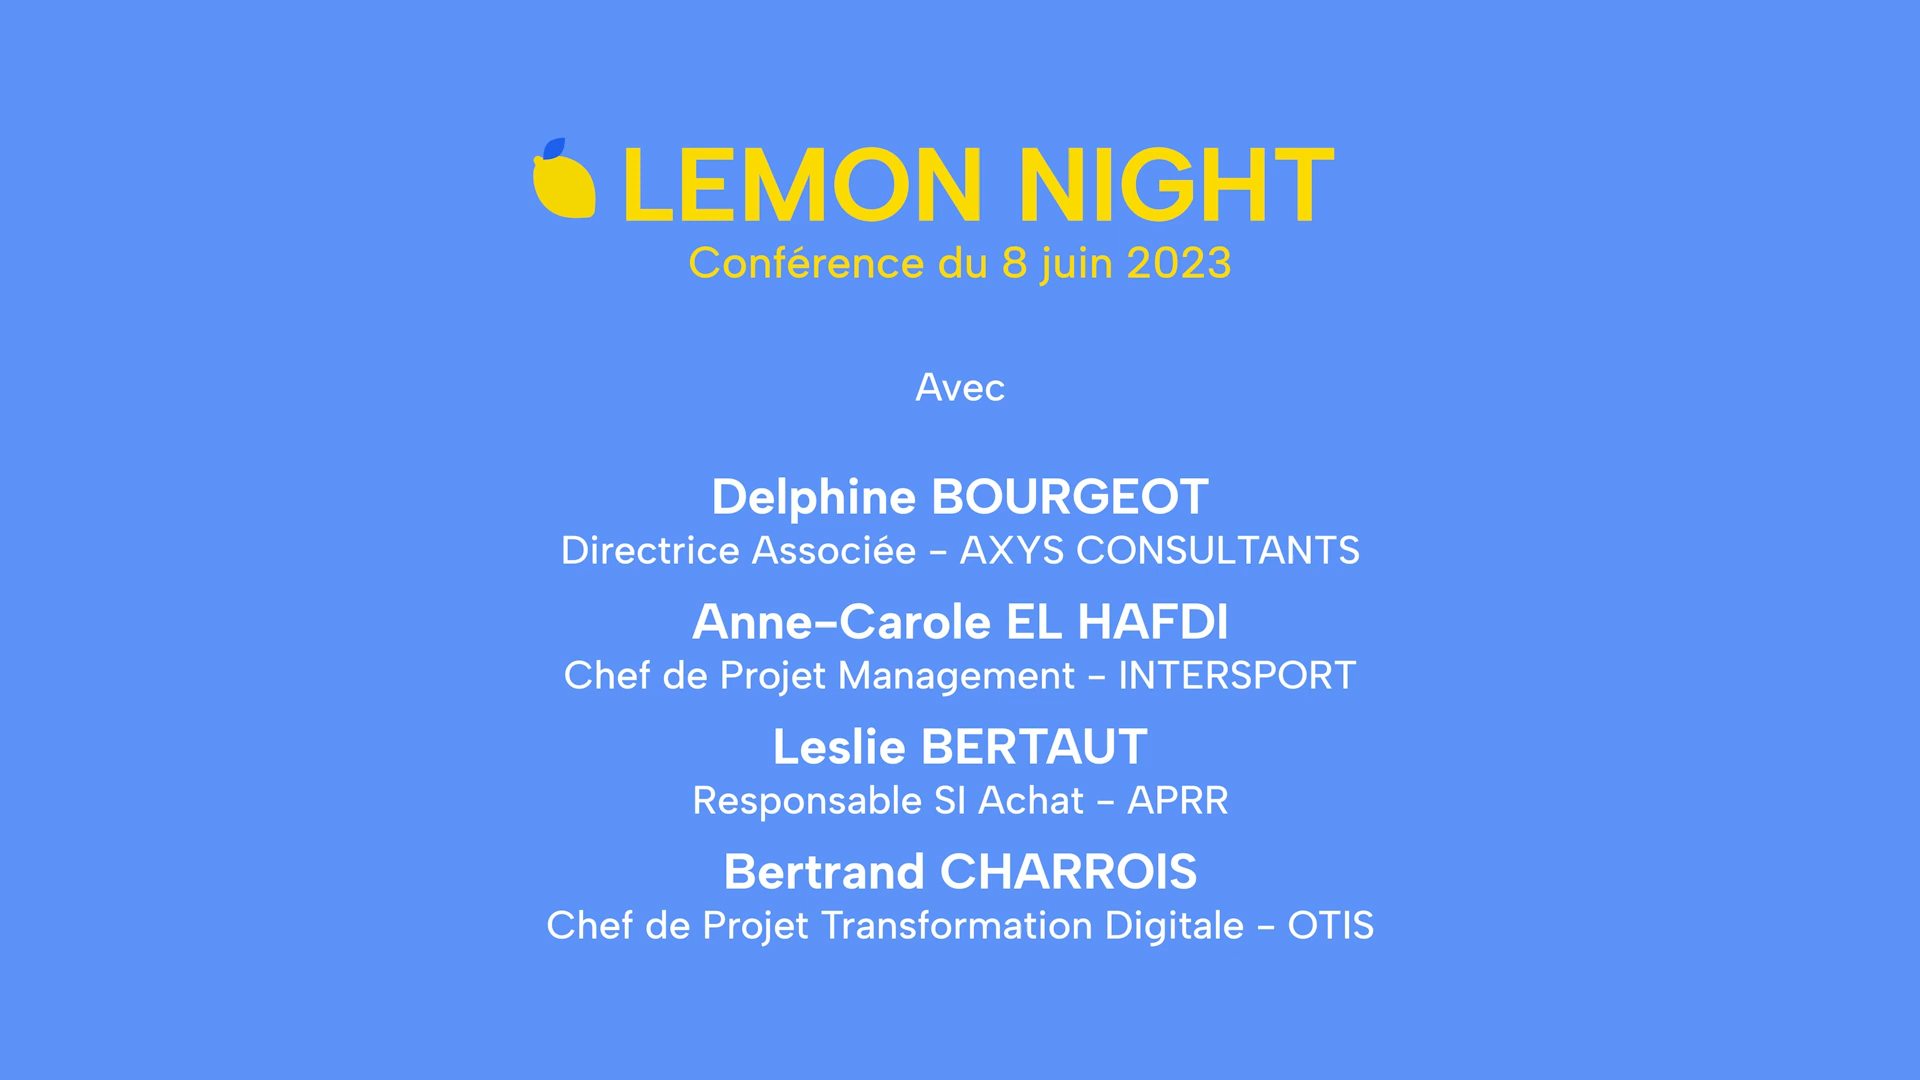 LEMON NIGHT
Conférence du 8 juin 2023
Avec
Delphine BOURGEOT
Directrice Associée - AXYS CONSULTANTS
Anne-Carole EL HAFDI
Chef de Projet Management - INTERSPORT
Leslie BERTAUT
Responsable SI Achat - APRR
Bertrand CHARROIS
Chef de Projet Transformation Digitale - OTIS